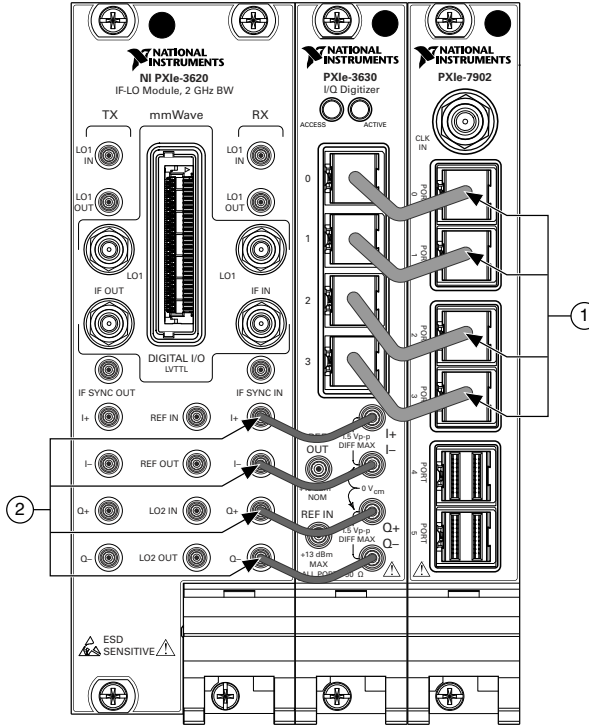 NATIONAL
INSTRUMENTS
NI PXIe-3620
IF-LO Module, 2 GHz BW
TX mmWave RX
LO1
IN
LO1
IN
LO1
OUT
LO1
OUT
LO1
LO1
IF OUT
IF IN
DIGITAL I/O
LVTTL
IF SYNC OUT
IF SYNC IN
I+
REF IN
I+
I–
REF OUT
I–
Q+
LO2 IN
Q+
Q–
LO2 OUT
Q–
ESD
SENSITIVE
NATIONAL
INSTRUMENTS
PXIe-3630
I/Q Digitizer
ACCESS
ACTIVE
0
1
2
3
OUT
1.5 Vp-p
DIFF MAX
I+
I–
NOM
0 Vcm
REF IN
1.5 Vp-p
DIFF MAX
Q+
Q–
+13 dBm
MAX
NATIONAL
INSTRUMENTS
PXIe-7902
CLK
IN
0
PORT
1
PORT
2
PORT
3
PORT
4
PORT
5
PORT
1
2